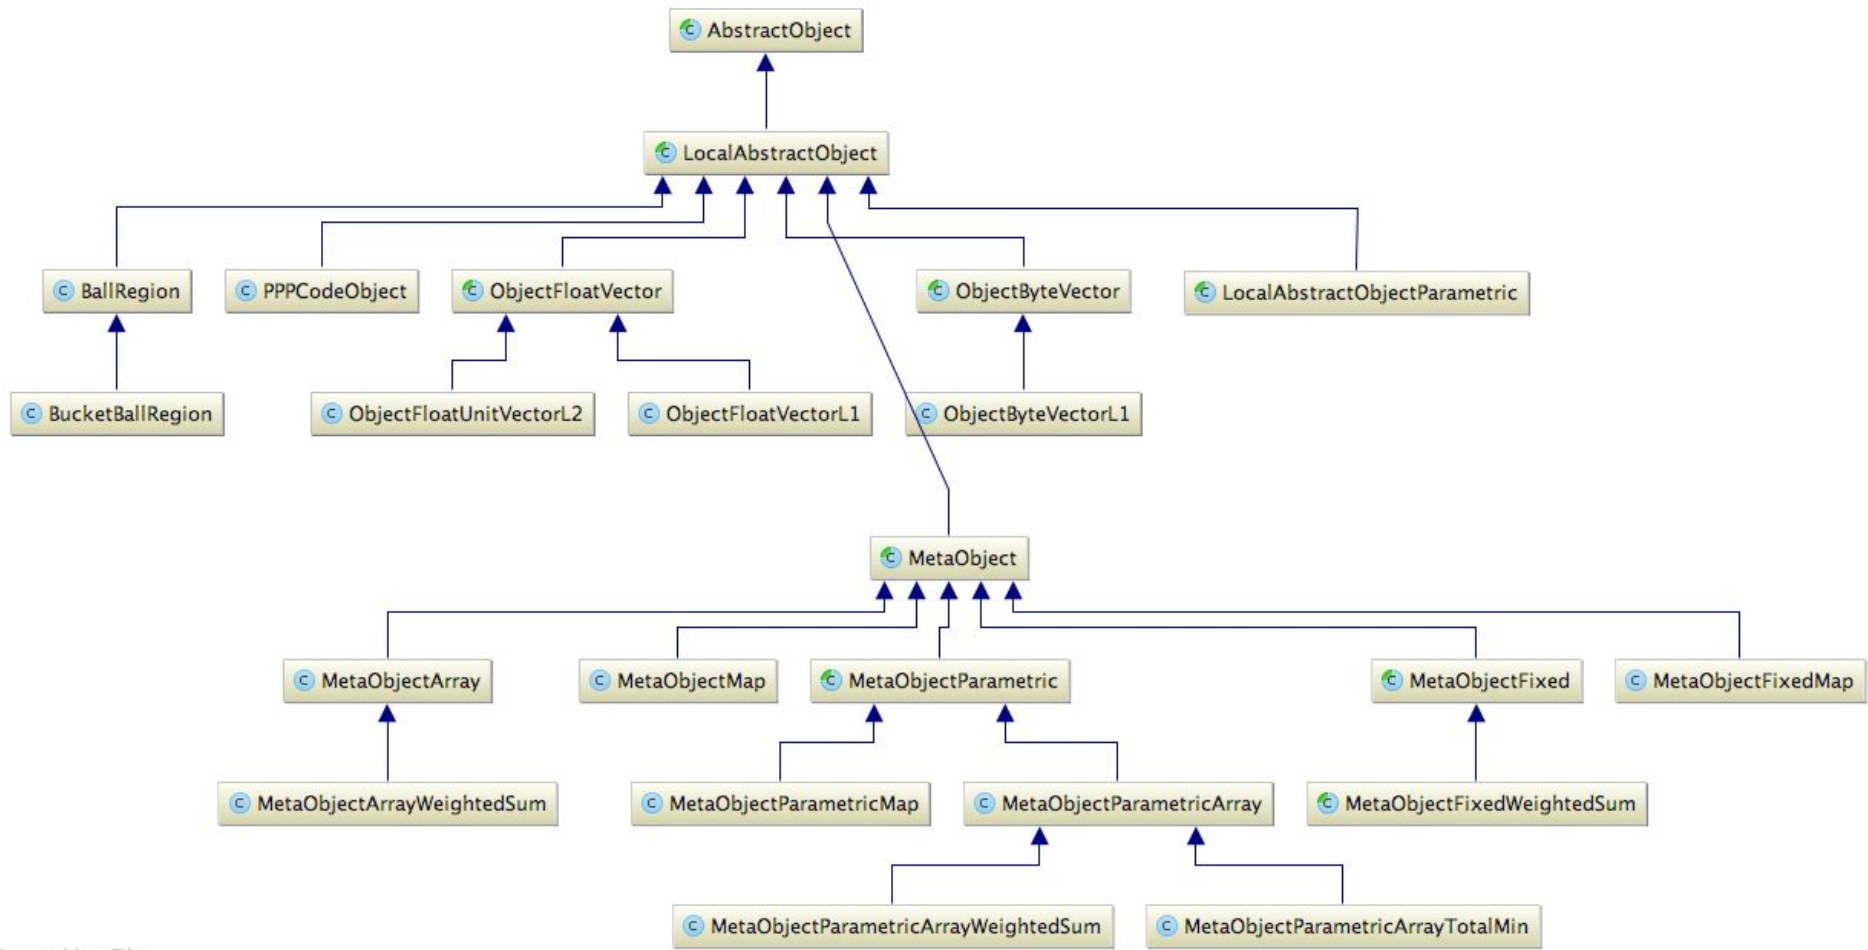 AbstractObject
LocalAbstractObject
BallRegion
PPPCodeObject
ObjectFloatVector
ObjectByteVector
LocalAbstractObjectParametric
BucketBallRegion
ObjectFloatUnitVectorL2
ObjectFloatVectorL1
ObjectByteVectorL1
MetaObject
MetaObjectArray
MetaObjectMap
MetaObjectParametric
MetaObjectFixed
MetaObjectFixedMap
MetaObjectArrayWeightedSum
MetaObjectParametricMap
MetaObjectParametricArray
MetaObjectFixedWeightedSum
MetaObjectParametricArrayWeightedSum
MetaObjectParametricArrayTotalMin